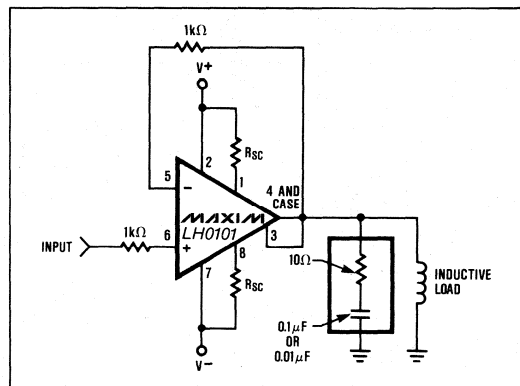 1kΩ
V+
RSC
2
1
5
4 AND
CASE
−
MAXIM
LH0101
3
INPUT
1kΩ
6
+
8
7
RSC
10Ω
INDUCTIVE
LOAD
0.1µF
OR
0.01µF
V−